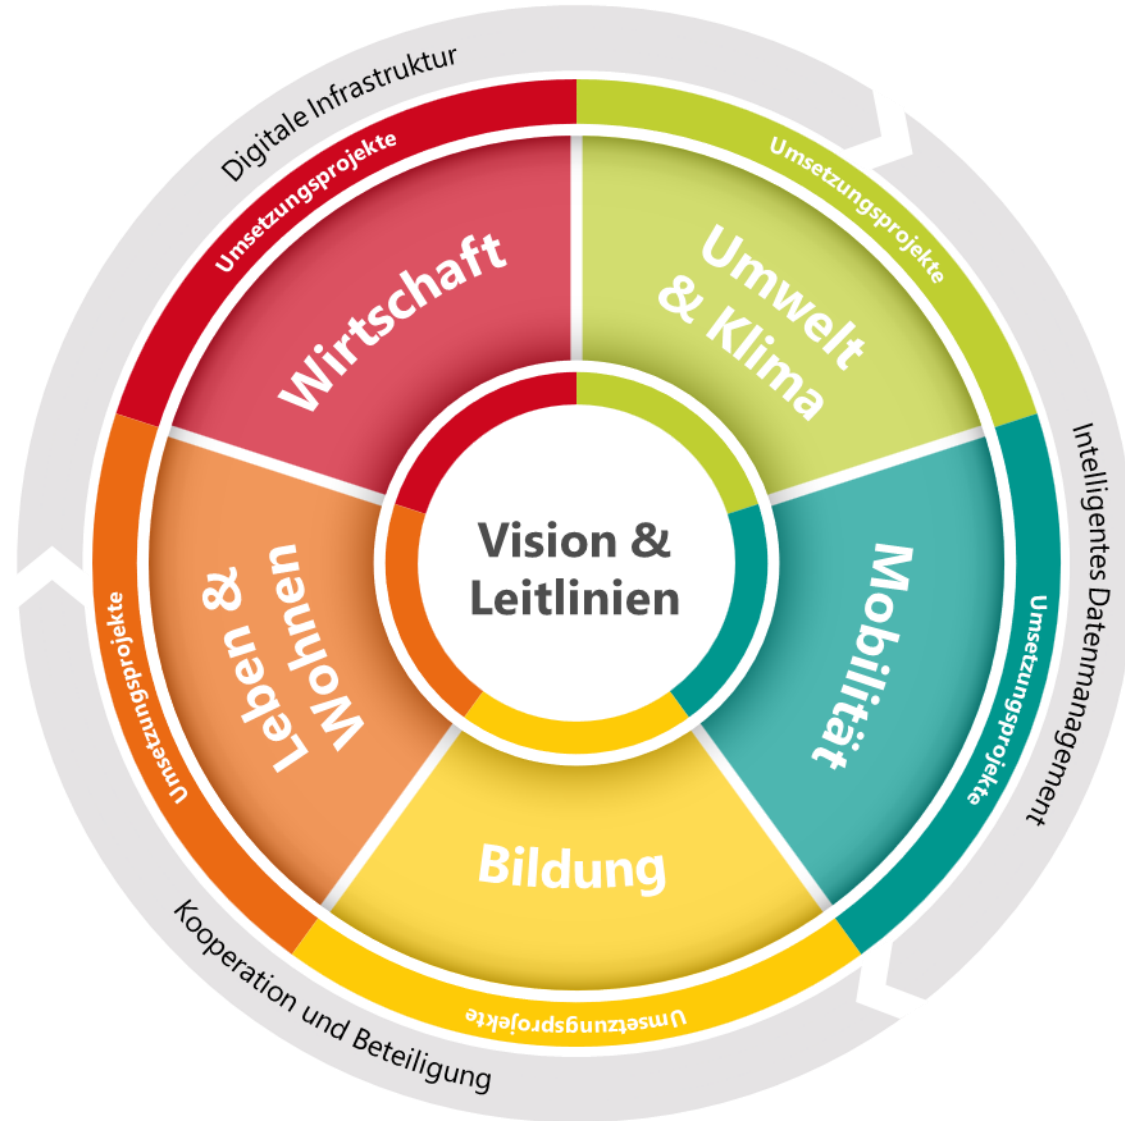 Digitale Infrastruktur
Umsetzungsprojekte
Umsetzungsprojekte
Wirtschaft
Umwelt
& Klima
Intelligentes Datenmanagement
Vision &
Leitlinien
Leben &
Wohnen
Mobilität
Umsetzungsprojekte
Umsetzungsprojekte
Bildung
Kooperation und Beteiligung
Umsetzungsprojekte